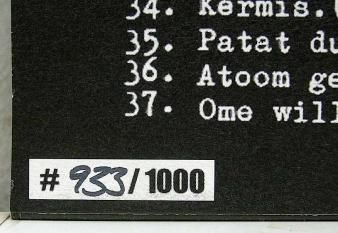 34. Kermis.(
35. Patat du
36. Atoom ge
37. Ome will
# 933/1000